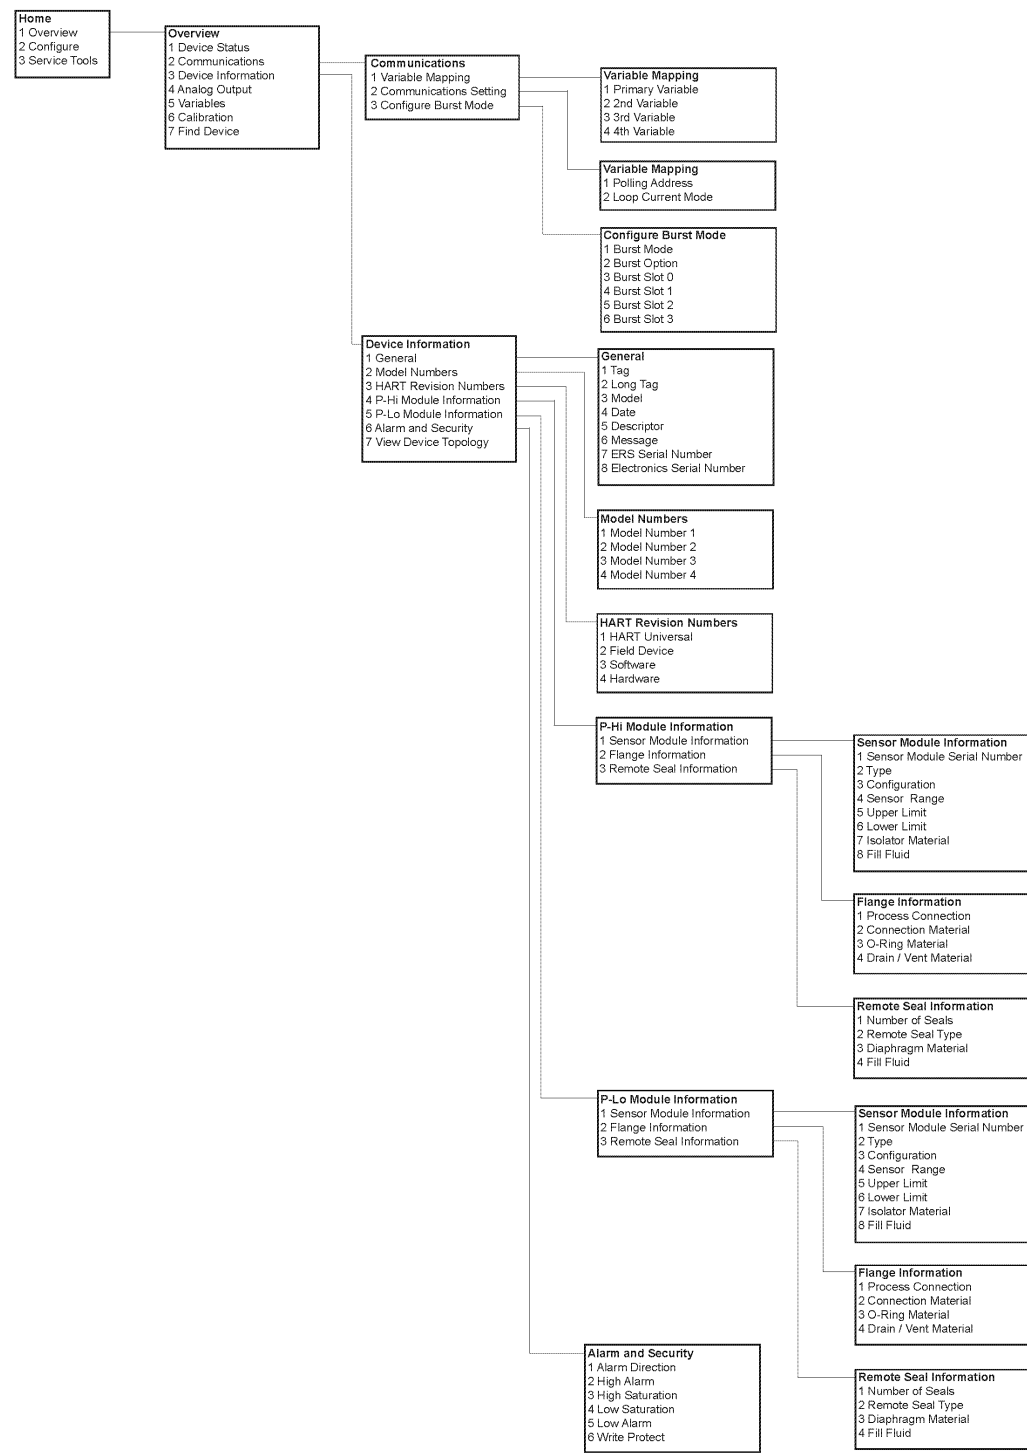 Home
1 Overview
2 Configure
3 Service Tools
Overview
1 Device Status
2 Communications
3 Device Information
4 Analog Output
5 Variables
6 Calibration
7 Find Device
Communications
1 Variable Mapping
2 Communications Setting
3 Configure Burst Mode
Variable Mapping
1 Primary Variable
2 2nd Variable
3 3rd Variable
4 4th Variable
Variable Mapping
1 Polling Address
2 Loop Current Mode
Configure Burst Mode
1 Burst Mode
2 Burst Option
3 Burst Slot 0
4 Burst Slot 1
5 Burst Slot 2
6 Burst Slot 3
Device Information
1 General
2 Model Numbers
3 HART Revision Numbers
4 P-Hi Module Information
5 P-Lo Module Information
6 Alarm and Security
7 View Device Topology
General
1 Tag
2 Long Tag
3 Model
4 Date
5 Descriptor
6 Message
7 ERS Serial Number
8 Electronics Serial Number
Model Numbers
1 Model Number 1
2 Model Number 2
3 Model Number 3
4 Model Number 4
HART Revision Numbers
1 HART Universal
2 Field Device
3 Software
4 Hardware
P-Hi Module Information
1 Sensor Module Information
2 Flange Information
3 Remote Seal Information
Sensor Module Information
1 Sensor Module Serial Number
2 Type
3 Configuration
4 Sensor Range
5 Upper Limit
6 Lower Limit
7 Isolator Material
8 Fill Fluid
Flange Information
1 Process Connection
2 Connection Material
3 O-Ring Material
4 Drain / Vent Material
Remote Seal Information
1 Number of Seals
2 Remote Seal Type
3 Diaphragm Material
4 Fill Fluid
P-Lo Module Information
1 Sensor Module Information
2 Flange Information
3 Remote Seal Information
Sensor Module Information
1 Sensor Module Serial Number
2 Type
3 Configuration
4 Sensor Range
5 Upper Limit
6 Lower Limit
7 Isolator Material
8 Fill Fluid
Flange Information
1 Process Connection
2 Connection Material
3 O-Ring Material
4 Drain / Vent Material
Remote Seal Information
1 Number of Seals
2 Remote Seal Type
3 Diaphragm Material
4 Fill Fluid
Alarm and Security
1 Alarm Direction
2 High Alarm
3 High Saturation
4 Low Saturation
5 Low Alarm
6 Write Protect